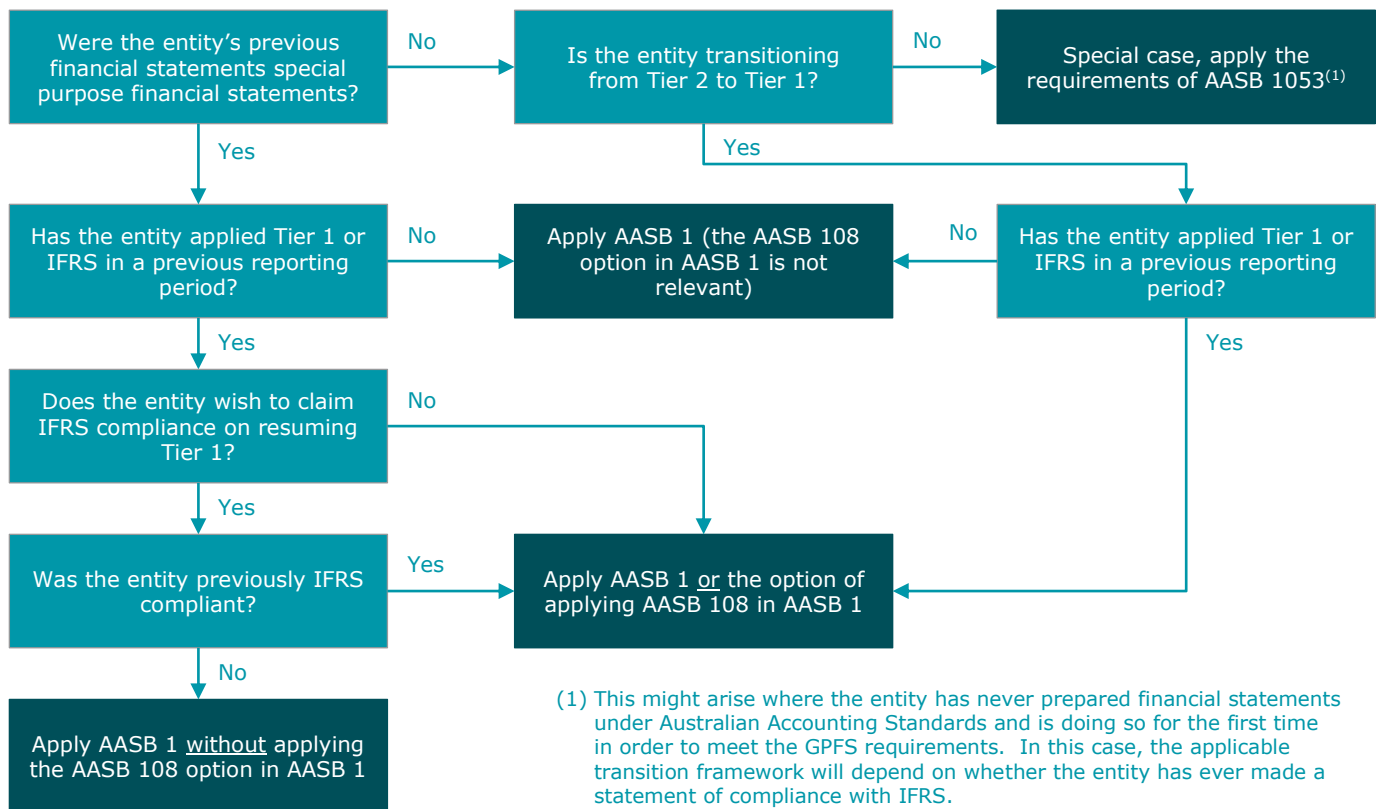 Were the entity's previous
financial statements special
purpose financial statements?
No
Is the entity transitioning
from Tier 2 to Tier 1?
No
Special case, apply the
requirements of AASB 1053(1)
Yes
Yes
Has the entity applied Tier 1 or
IFRS in a previous reporting
period?
No
Apply AASB 1 (the AASB 108
option in AASB 1 is not
relevant)
No
Has the entity applied Tier 1 or
IFRS in a previous reporting
period?
Yes
Yes
Does the entity wish to claim
IFRS compliance on resuming
Tier 1?
No
Yes
Was the entity previously IFRS
compliant?
Yes
Apply AASB 1 or the option of
applying AASB 108 in AASB 1
No
Apply AASB 1 without applying
the AASB 108 option in AASB 1
(1) This might arise where the entity has never prepared financial statements
under Australian Accounting Standards and is doing so for the first time
in order to meet the GPFS requirements.  In this case, the applicable
transition framework will depend on whether the entity has ever made a
statement of compliance with IFRS.